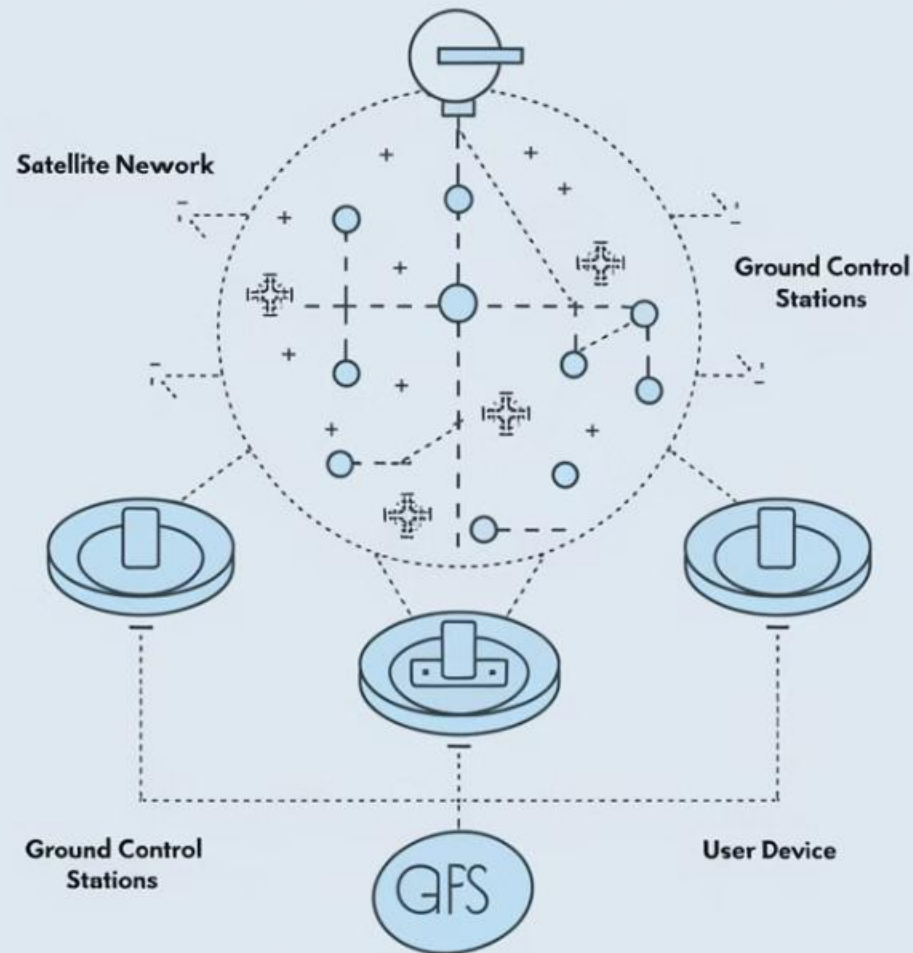 Satellite Nework
Ground Control
Stations
Ground Control
Stations
User Device
GFS